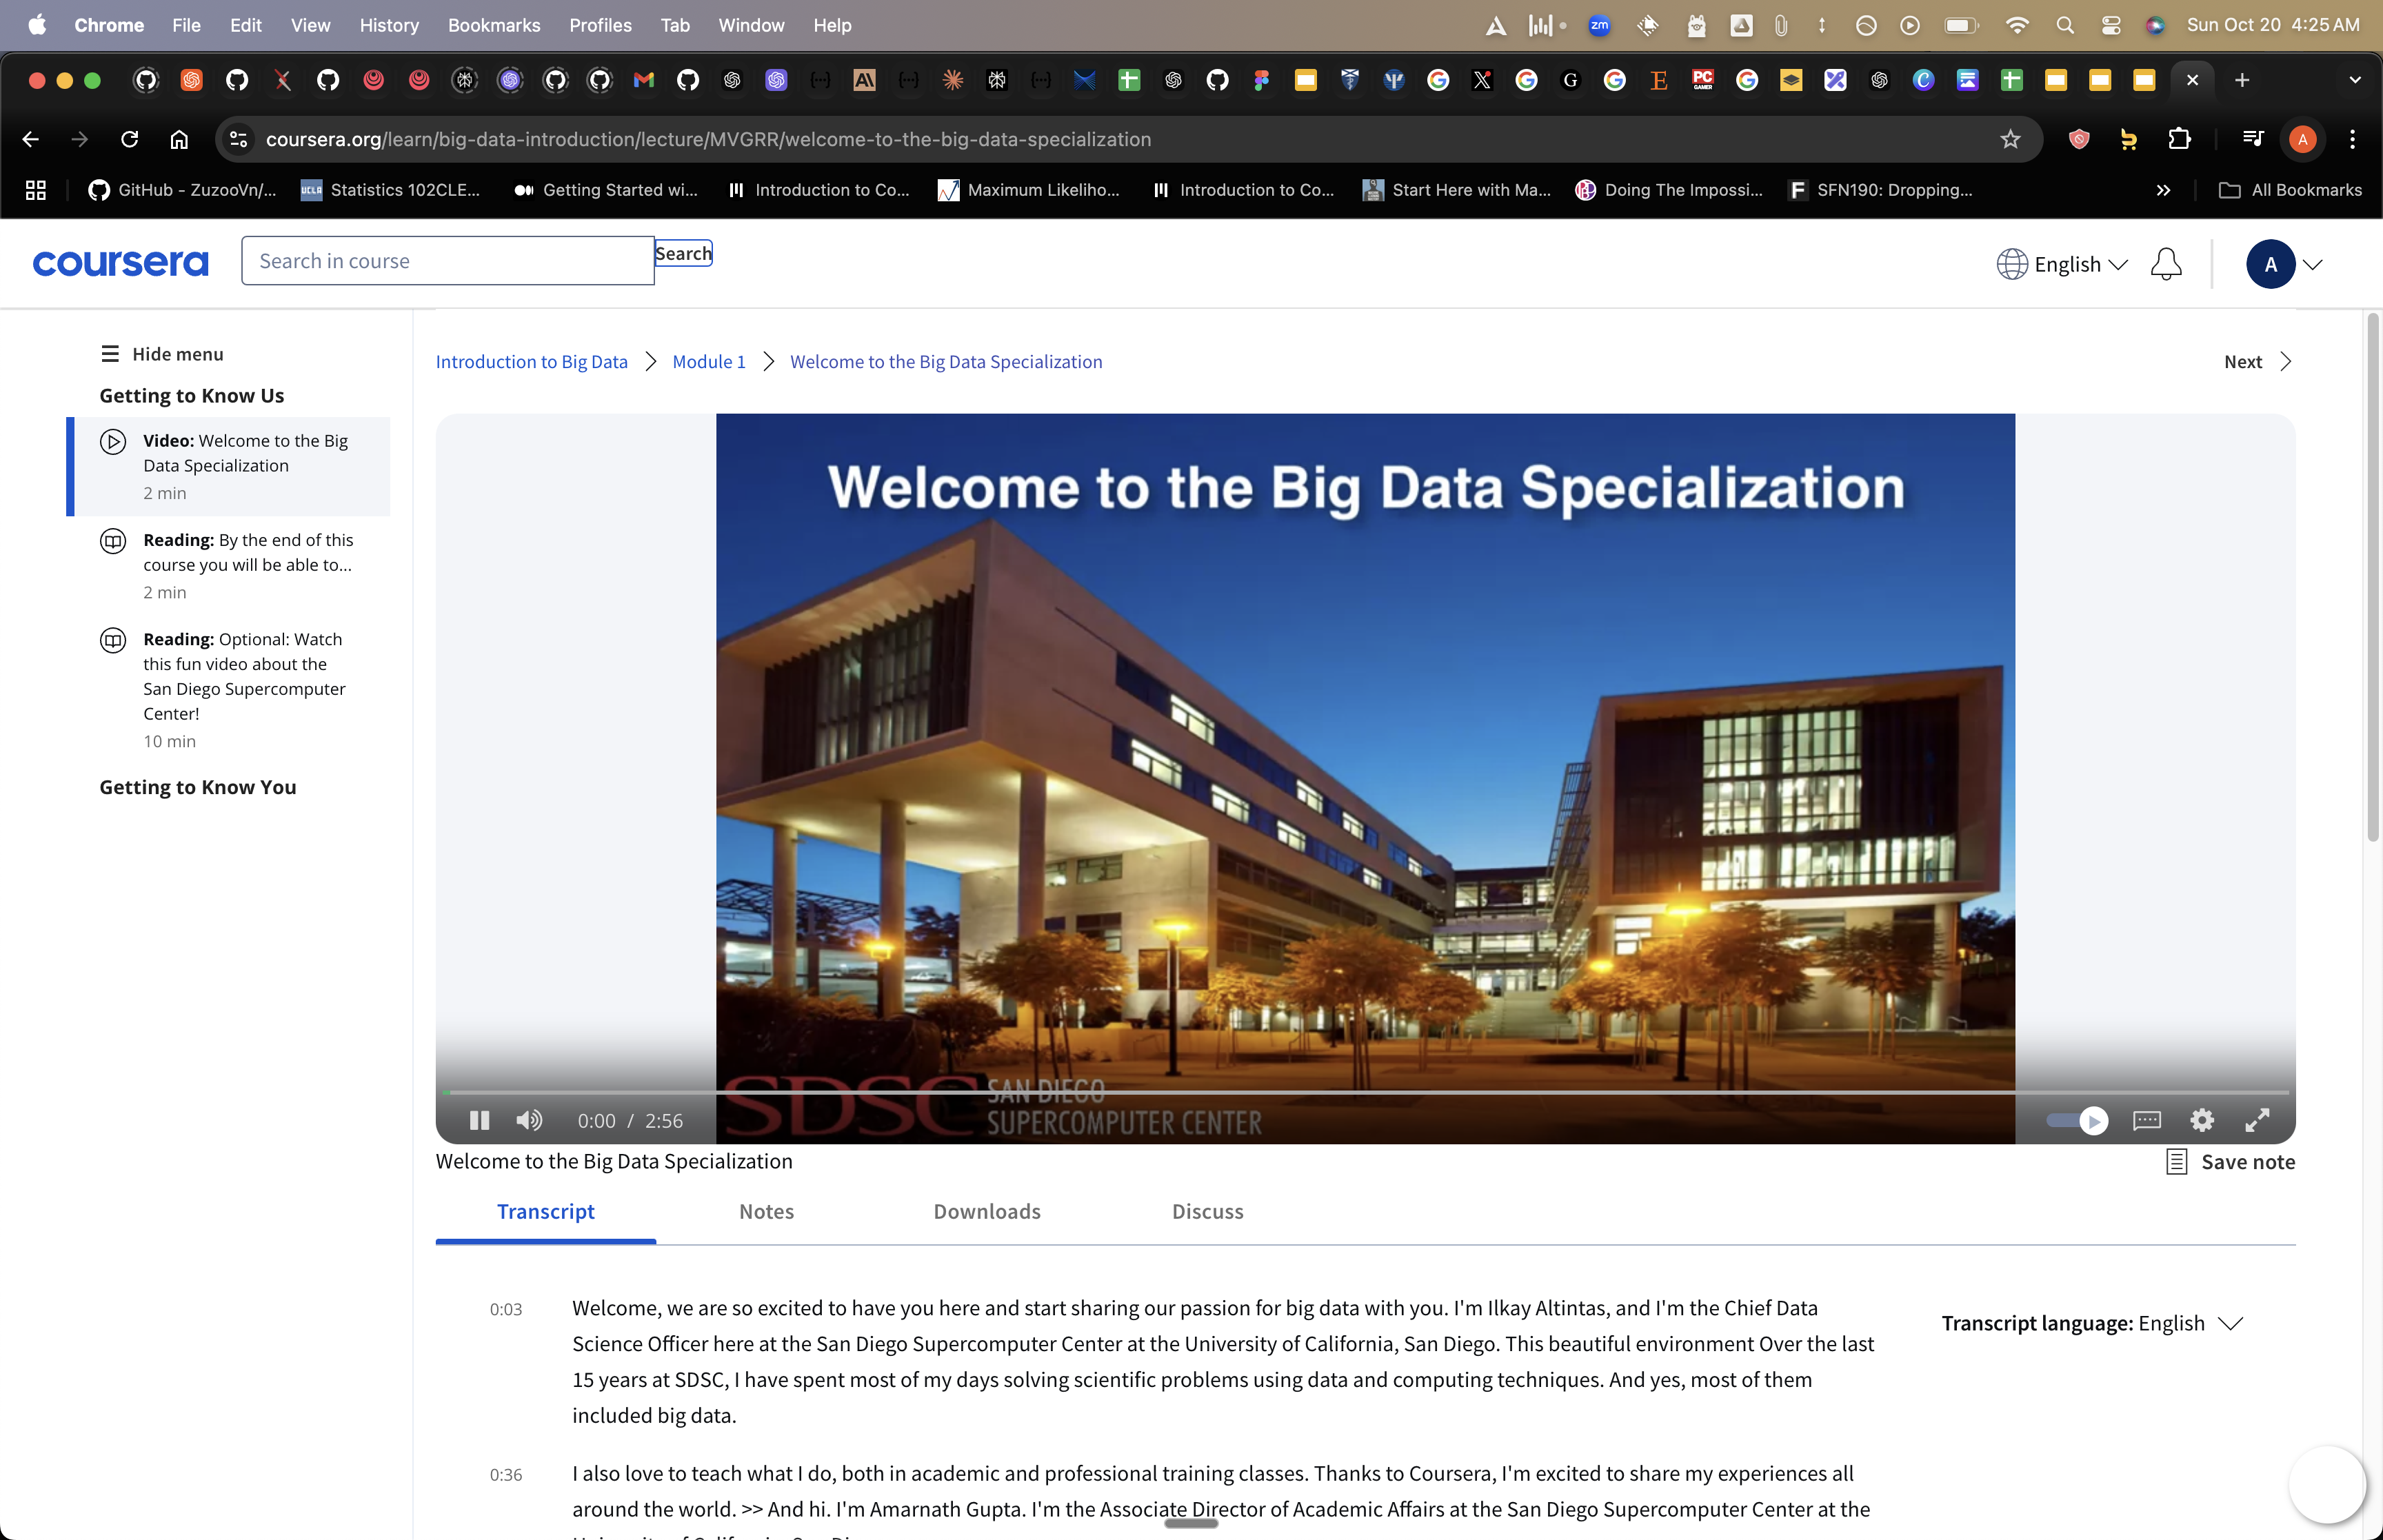 Chrome File Edit View History Bookmarks Profiles Tab Window Help
zm
Sun Oct 20 4:25 AM
coursera.org/learn/big-data-introduction/lecture/MVGRR/welcome-to-the-big-data-specialization
A
GitHub - ZuzooVn/... UCLA Statistics 102CLE... Getting Started wi... Introduction to Co... Maximum Likeliho... Introduction to Co... Start Here with Ma... Doing The Impossi... F SFN190: Dropping... All Bookmarks
coursera
Search in course
Search
English
A
Hide menu
Getting to Know Us
Video: Welcome to the Big
Data Specialization
2 min
Reading: By the end of this
course you will be able to...
2 min
Reading: Optional: Watch
this fun video about the
San Diego Supercomputer
Center!
10 min
Getting to Know You
Introduction to Big Data Module 1 Welcome to the Big Data Specialization
Next
Welcome to the Big Data Specialization
SDSC SAN DIEGO
SUPERCOMPUTER CENTER
0:00 / 2:56
Welcome to the Big Data Specialization
Save note
Transcript Notes Downloads Discuss
0:03
Welcome, we are so excited to have you here and start sharing our passion for big data with you. I'm Ilkay Altintas, and I'm the Chief Data
Science Officer here at the San Diego Supercomputer Center at the University of California, San Diego. This beautiful environment Over the last
15 years at SDSC, I have spent most of my days solving scientific problems using data and computing techniques. And yes, most of them
included big data.
Transcript language: English
0:36
I also love to teach what I do, both in academic and professional training classes. Thanks to Coursera, I'm excited to share my experiences all
around the world. >> And hi. I'm Amarnath Gupta. I'm the Associate Director of Academic Affairs at the San Diego Supercomputer Center at the